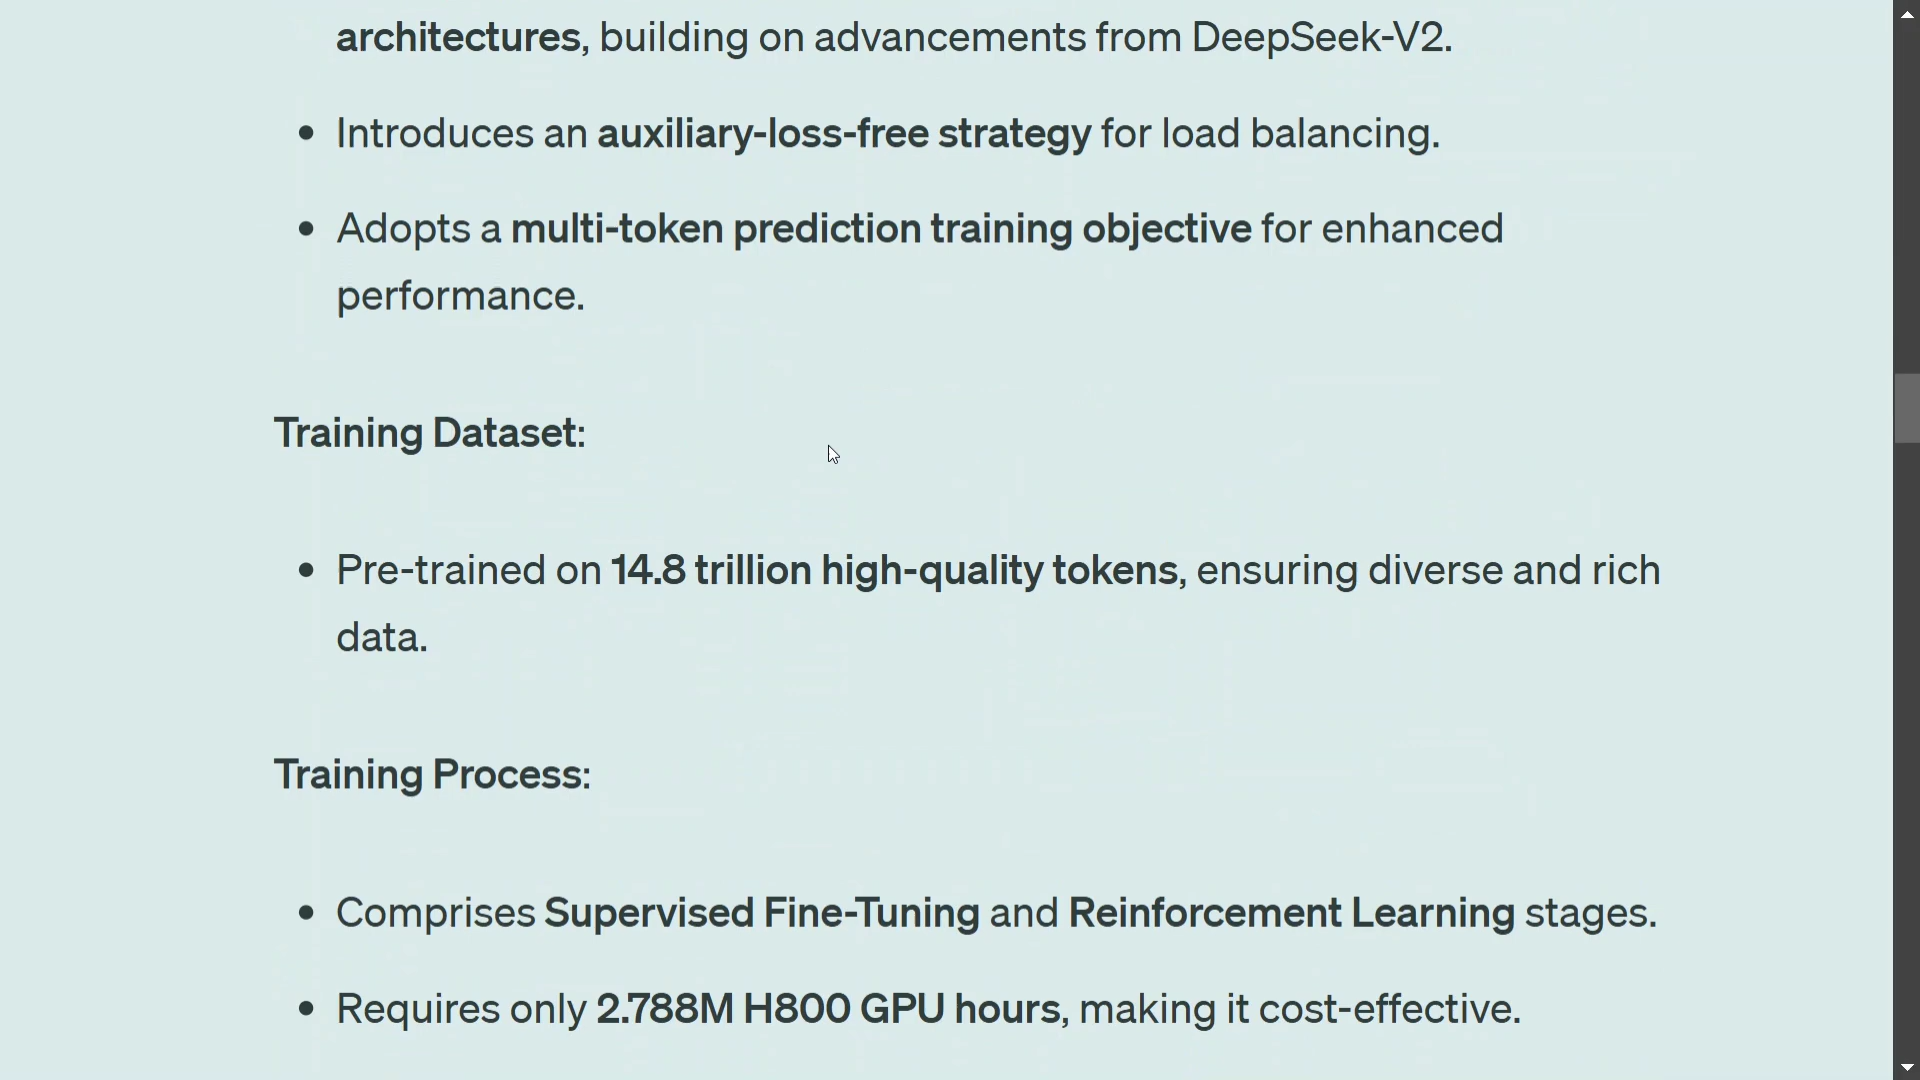 architectures, building on advancements from DeepSeek-V2.
• Introduces an auxiliary-loss-free strategy for load balancing.
• Adopts a multi-token prediction training objective for enhanced
performance.
Training Dataset:
• Pre-trained on 14.8 trillion high-quality tokens, ensuring diverse and rich
data.
Training Process:
• Comprises Supervised Fine-Tuning and Reinforcement Learning stages.
• Requires only 2.788M H800 GPU hours, making it cost-effective.